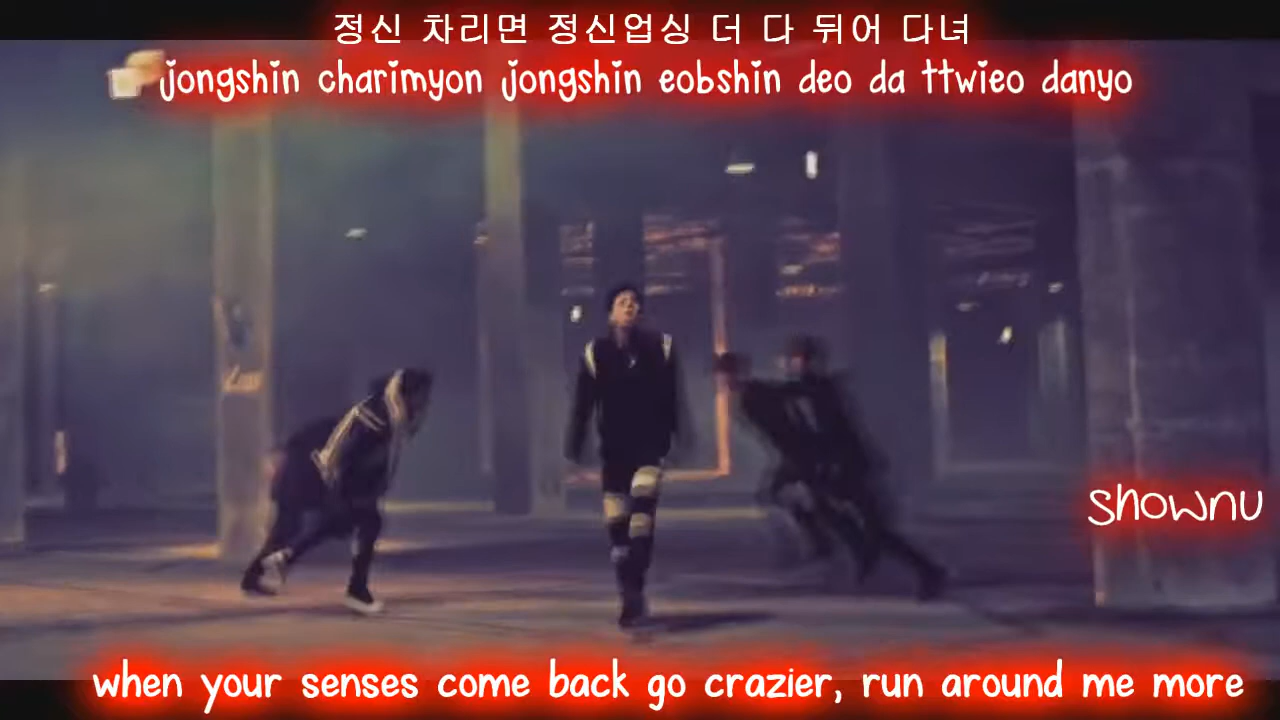 정신 차리면 정신업싱 더 다 뒤어 다녀
jongshin charimyon jongshin eobshin deo da ttwieo danyo
shownu
when your senses come back go crazier, run around me more